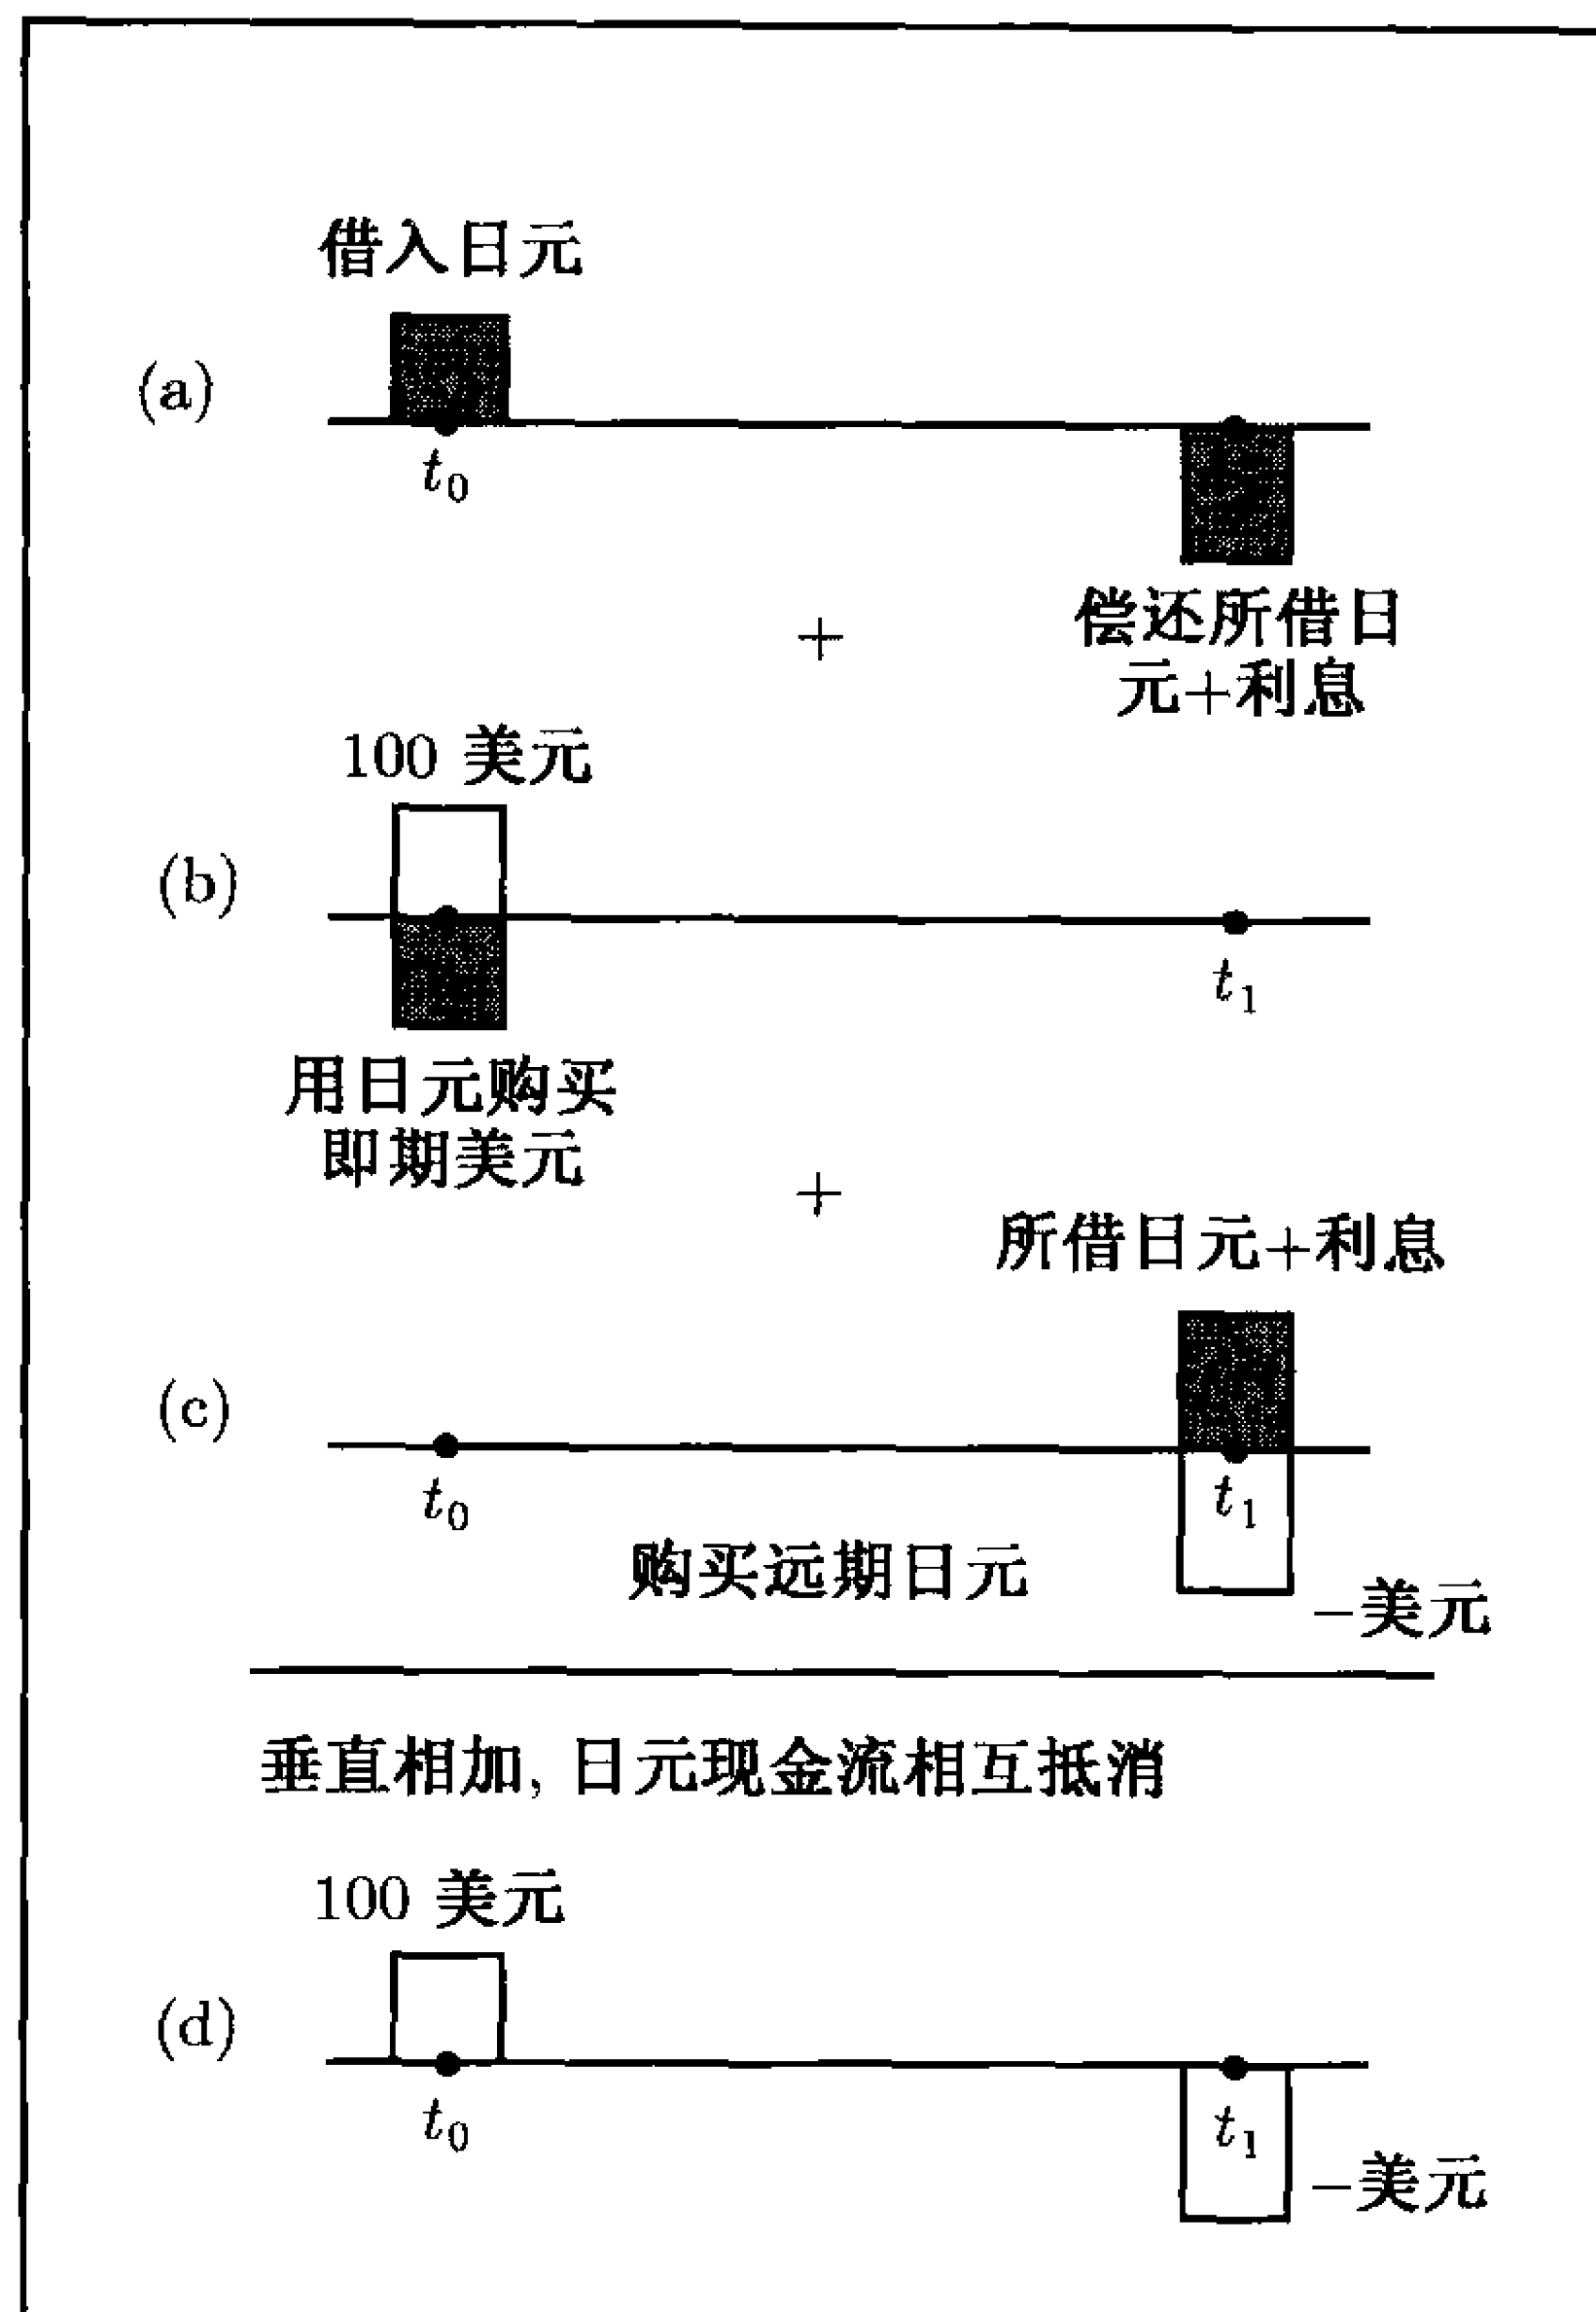 借入日元
(a)
t₀
偿还所借日
元+利息
+
100 美元
(b)
t₁
用日元购买
即期美元
+
所借日元+利息
(c)
t₀
t₁
购买远期日元
−美元
垂直相加, 日元现金流相互抵消
100 美元
(d)
t₀
t₁
−美元